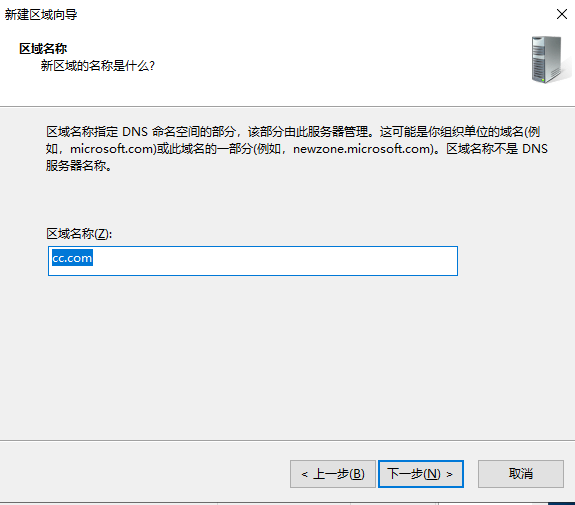 新建区域向导
区域名称
新区域的名称是什么?
区域名称指定 DNS 命名空间的部分，该部分由此服务器管理。这可能是你组织单位的域名(例
如，microsoft.com)或此域名的一部分(例如，newzone.microsoft.com)。区域名称不是 DNS
服务器名称。
区域名称(Z):
cc.com
< 上一步(B)
下一步(N) >
取消